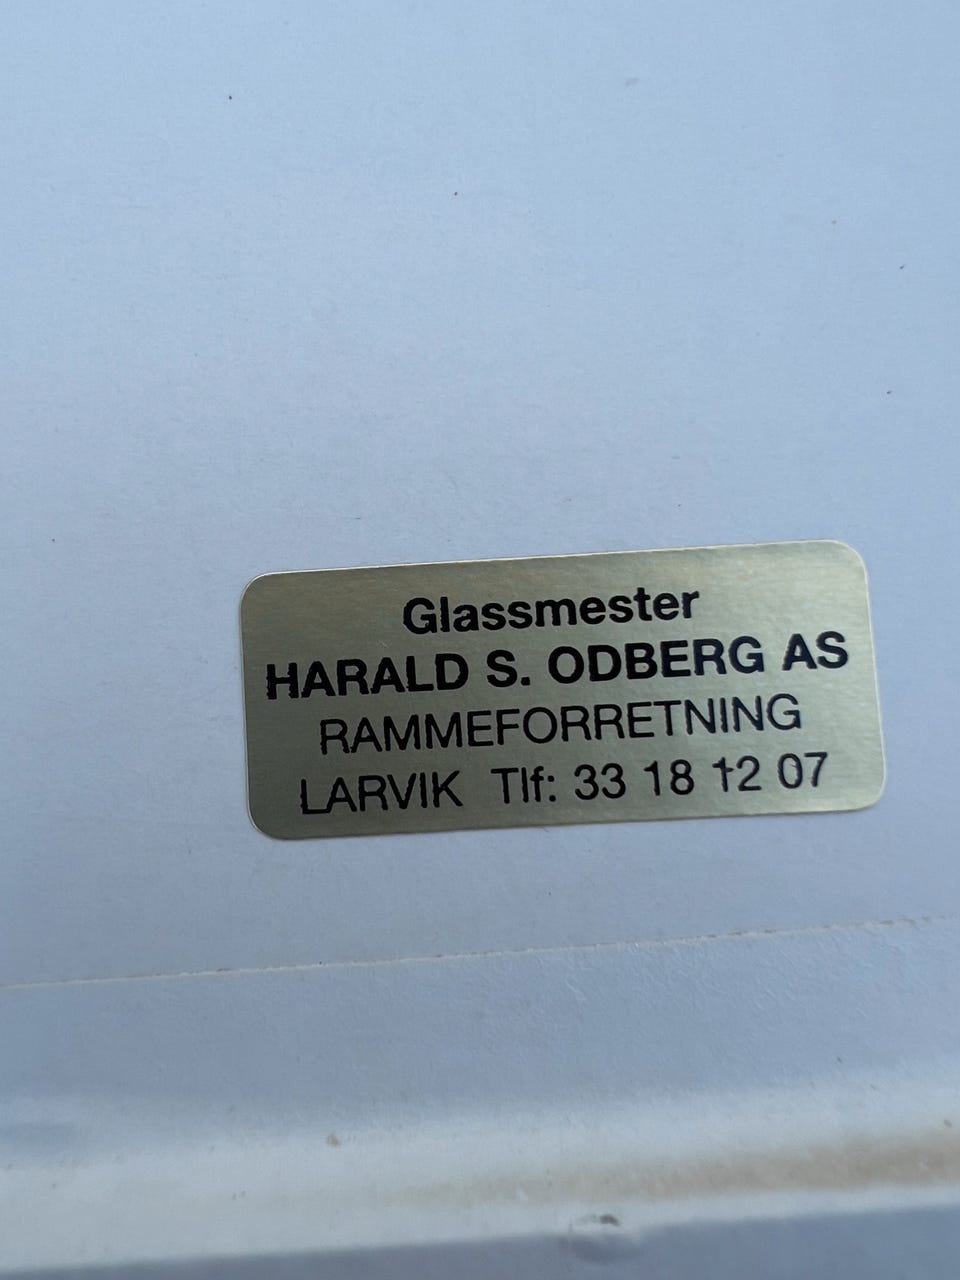 Glassmester
HARALD S. ODBERG AS
RAMMEFORRETNING
LARVIK Tlf: 33 18 12 07